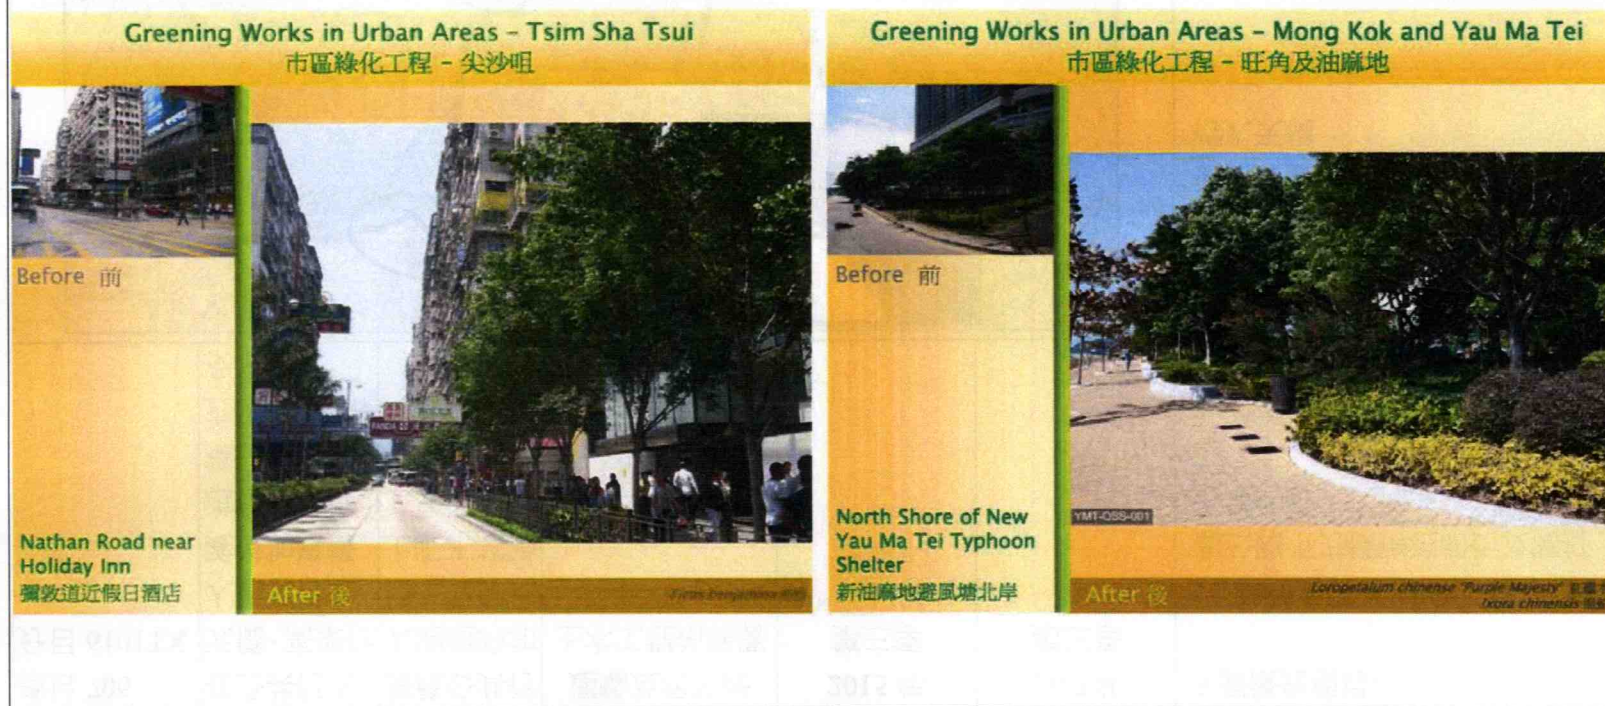 Greening Works in Urban Areas – Tsim Sha Tsui
市區綠化工程 – 尖沙咀
Before 前
Nathan Road near
Holiday Inn
彌敦道近假日酒店
PANDA
After 後
Ficus benjamina
Greening Works in Urban Areas – Mong Kok and Yau Ma Tei
市區綠化工程 – 旺角及油麻地
Before 前
North Shore of New
Yau Ma Tei Typhoon
Shelter
新油麻地避風塘北岸
YMT-OSS-001
After 後
Loropetalum chinense "Purple Majesty" 紅
Ixora chinensis